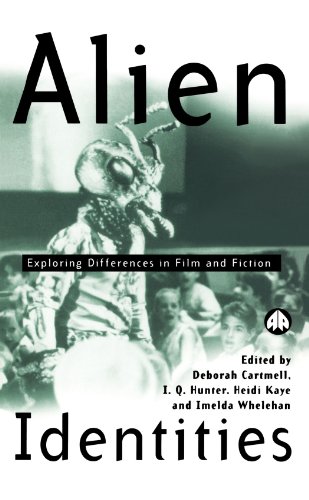 Alien
Exploring Differences in Film and Fiction
Edited by
Deborah Cartmell,
I. Q. Hunter, Heidi Kaye
and Imelda Whelehan
Identities